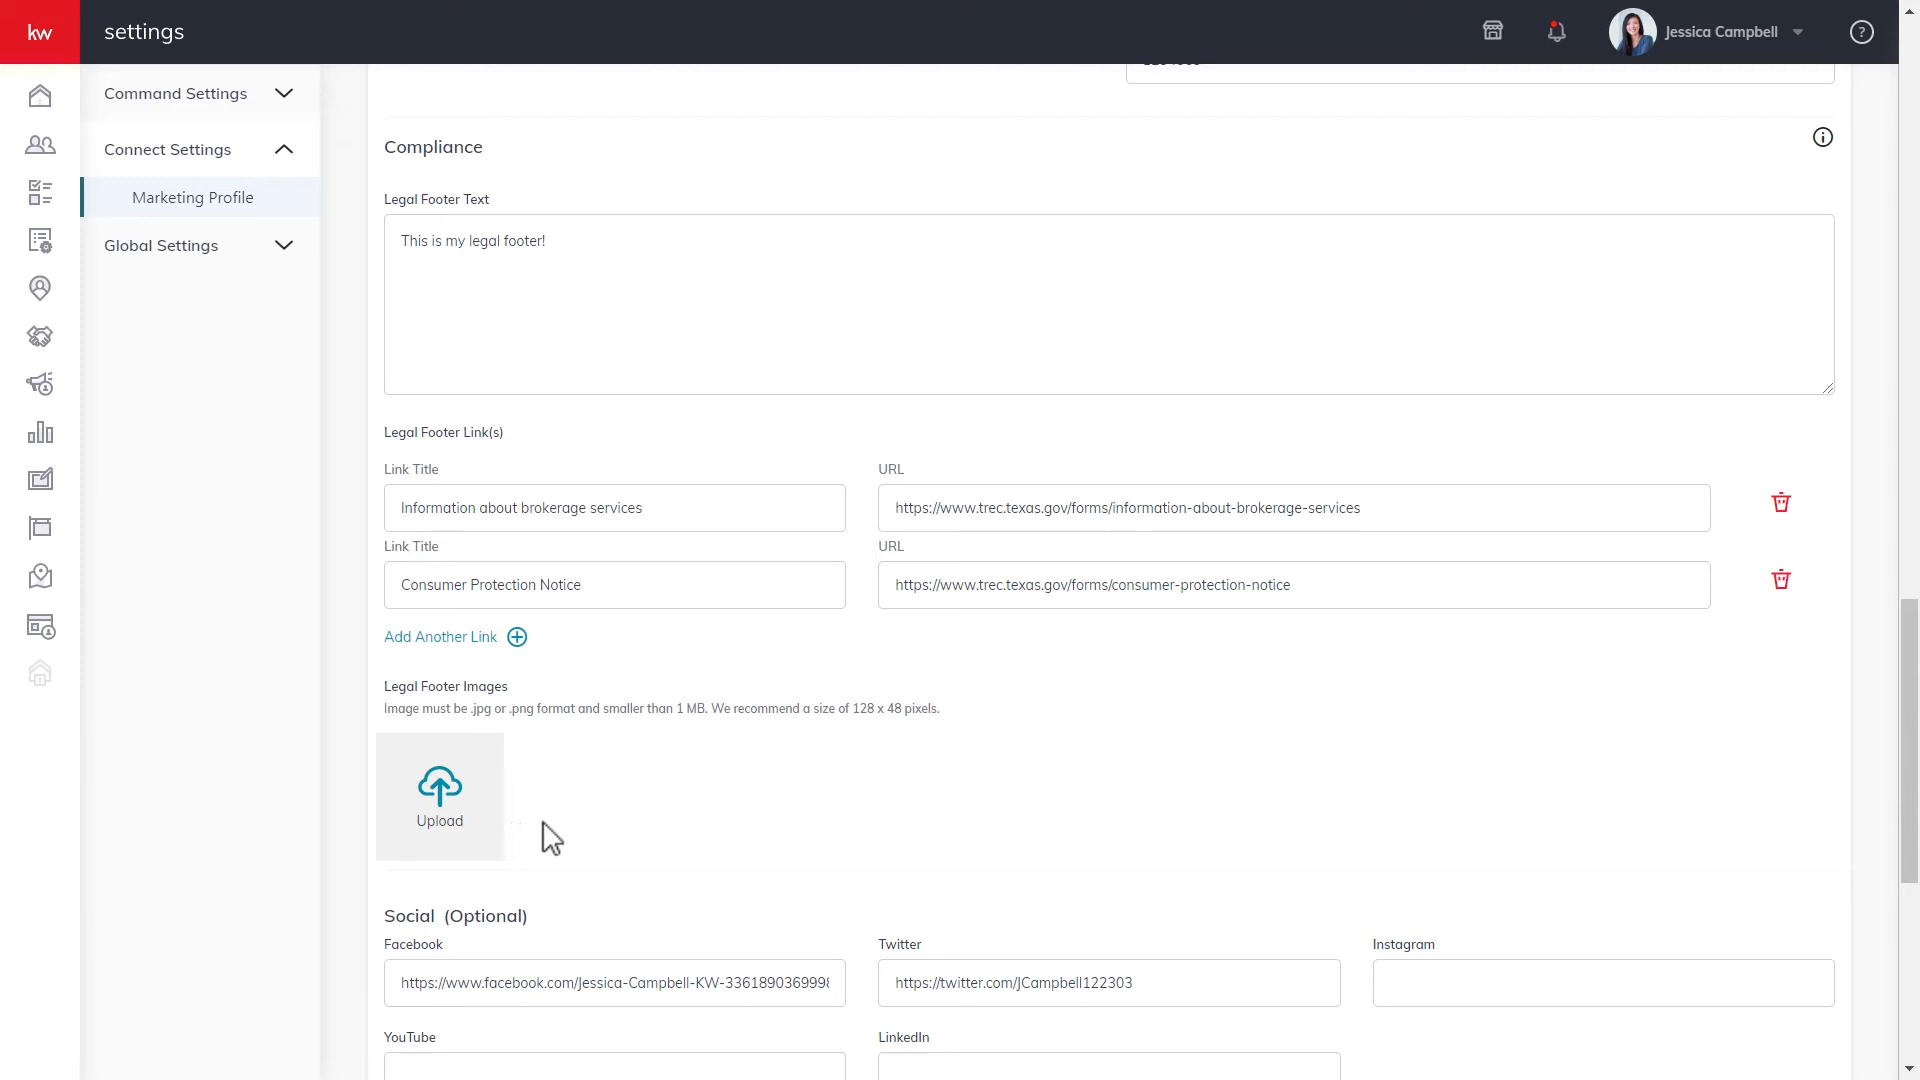 kw
settings
Jessica Campbell
Command Settings
Connect Settings
Marketing Profile
Global Settings
Compliance
Legal Footer Text
This is my legal footer!
Legal Footer Link(s)
Link Title
URL
Information about brokerage services
https://www.trec.texas.gov/forms/information-about-brokerage-services
Link Title
URL
Consumer Protection Notice
https://www.trec.texas.gov/forms/consumer-protection-notice
Add Another Link
Legal Footer Images
Image must be .jpg or .png format and smaller than 1 MB. We recommend a size of 128 x 48 pixels.
Upload
Social (Optional)
Facebook
Twitter
Instagram
https://www.facebook.com/Jessica-Campbell-KW-336189036999
https://twitter.com/JCampbell122303
YouTube
LinkedIn